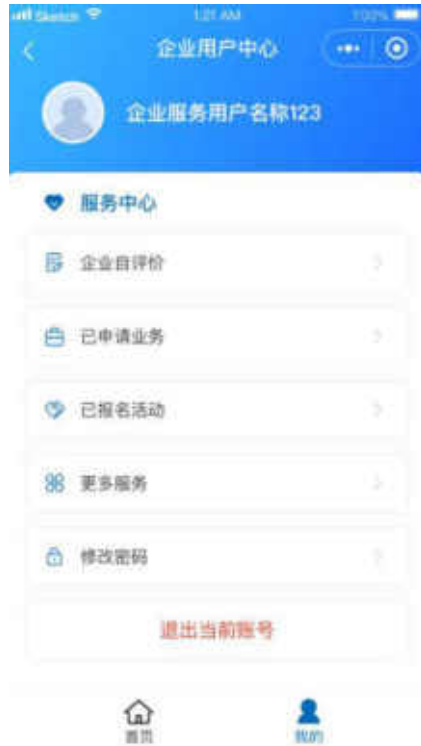 Sketch 1:21 AM 100%
企业用户中心
企业服务用户名称123
服务中心
企业自评价
已申请业务
已报名活动
更多服务
修改密码
退出当前账号
首页 我的